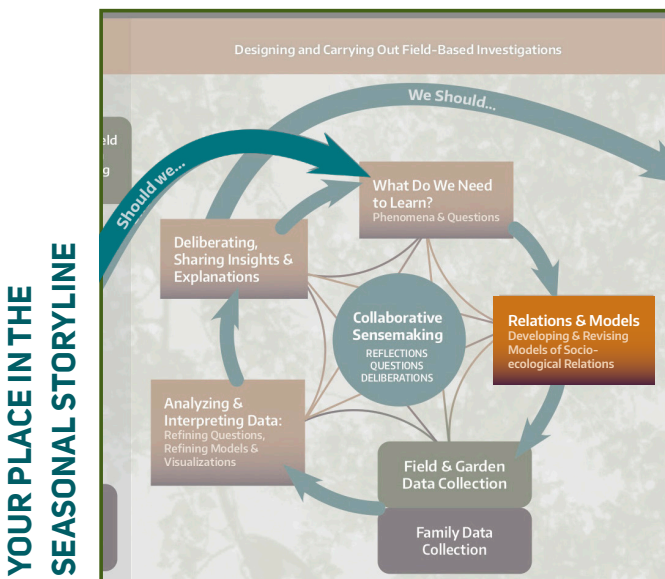 YOUR PLACE IN THE
SEASONAL STORYLINE
Designing and Carrying Out Field-Based Investigations
We Should...
Should we...
What Do We Need
to Learn?
Phenomena & Questions
Deliberating,
Sharing Insights &
Explanations
Collaborative
Sensemaking
REFLECTIONS
QUESTIONS
DELIBERATIONS
Relations & Models
Developing & Revising
Models of Socio-
ecological Relations
Analyzing &
Interpreting Data:
Refining Questions,
Refining Models &
Visualizations
Field & Garden
Data Collection
Family Data
Collection